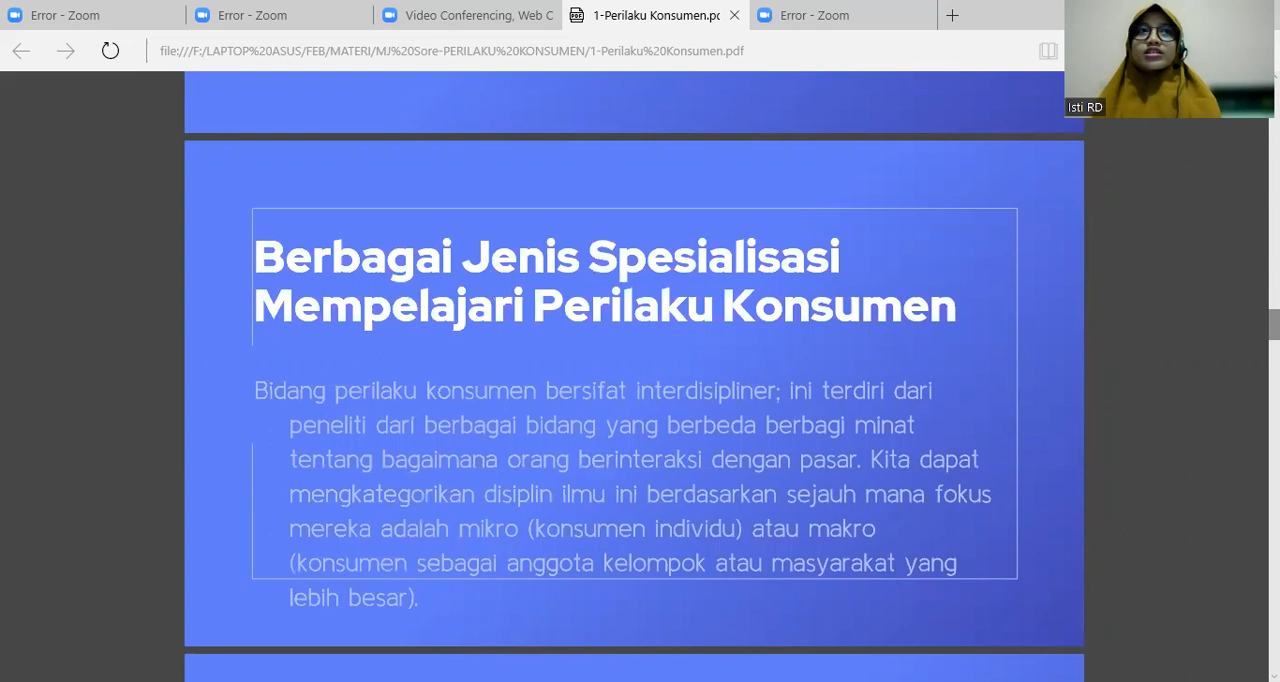 Error - Zoom
Error - Zoom
Video Conferencing, Web C
1-Perilaku Konsumen.pc
Error - Zoom
file:///F:/LAPTOP%20ASUS/FEB/MATERI/MJ%20Sore-PERILAKU%20KONSUMEN/1-Perilaku%20Konsumen.pdf
Isti RD
Berbagai Jenis Spesialisasi
Mempelajari Perilaku Konsumen
Bidang perilaku konsumen bersifat interdisipliner; ini terdiri dari
peneliti dari berbagai bidang yang berbeda berbagi minat
tentang bagaimana orang berinteraksi dengan pasar. Kita dapat
mengkategorikan disiplin ilmu ini berdasarkan sejauh mana fokus
mereka adalah mikro (konsumen individu) atau makro
(konsumen sebagai anggota kelompok atau masyarakat yang
lebih besar).